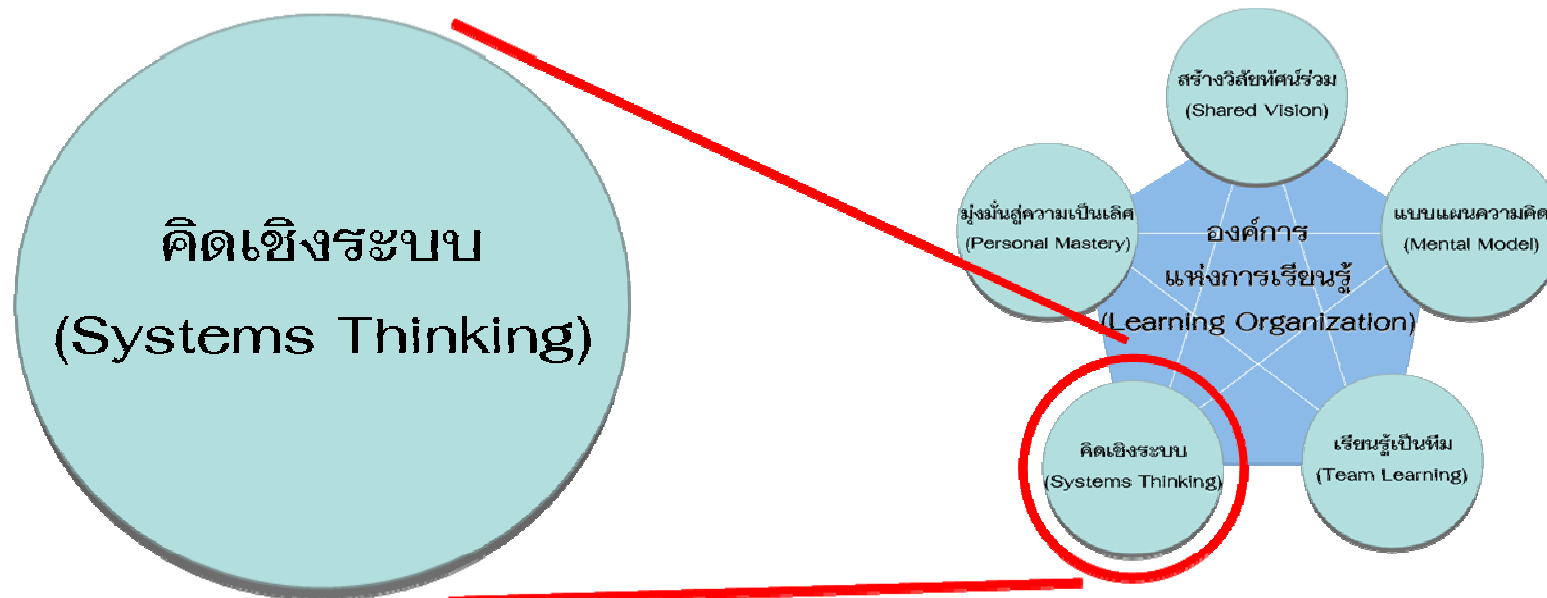 คิดเชิงระบบ
(Systems Thinking)
สร้างวิสัยทัศน์ร่วม
(Shared Vision)
มุ่งมั่นสู่ความเป็นเลิศ
(Personal Mastery)
แบบแผนความคิด
(Mental Model)
องค์การ
แห่งการเรียนรู้
(Learning Organization)
คิดเชิงระบบ
(Systems Thinking)
เรียนรู้เป็นทีม
(Team Learning)